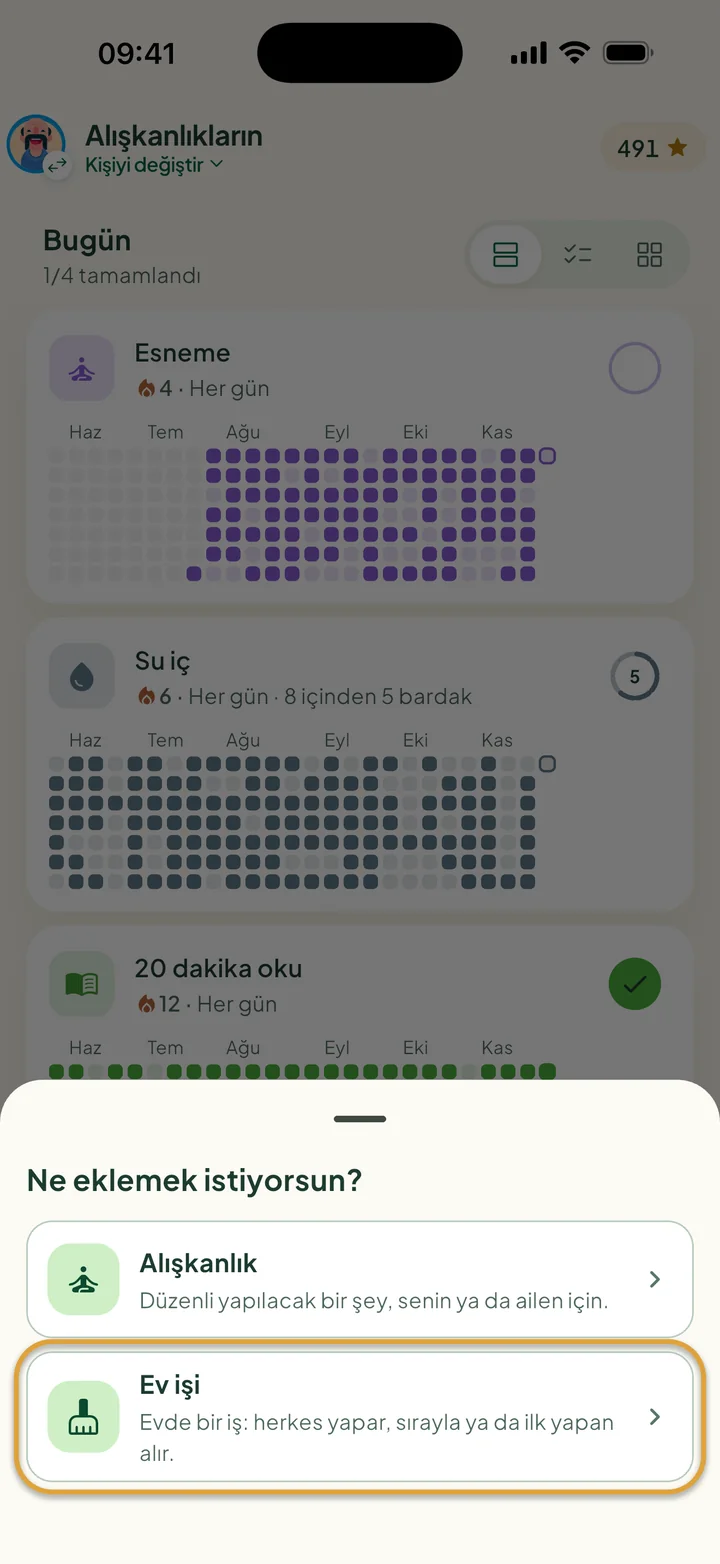 09:41
Alışkanlıkların
Kişiyi değiştir
491
Bugün
1/4 tamamlandı
Esneme
4 · Her gün
Haz Tem Ağu Eyl Eki Kas
Su iç
6 · Her gün · 8 içinden 5 bardak
5
Haz Tem Ağu Eyl Eki Kas
20 dakika oku
12 · Her gün
Haz Tem Ağu Eyl Eki Kas
Ne eklemek istiyorsun?
Alışkanlık
Düzenli yapılacak bir şey, senin ya da ailen için.
Ev işi
Evde bir iş: herkes yapar, sırayla ya da ilk yapan
alır.